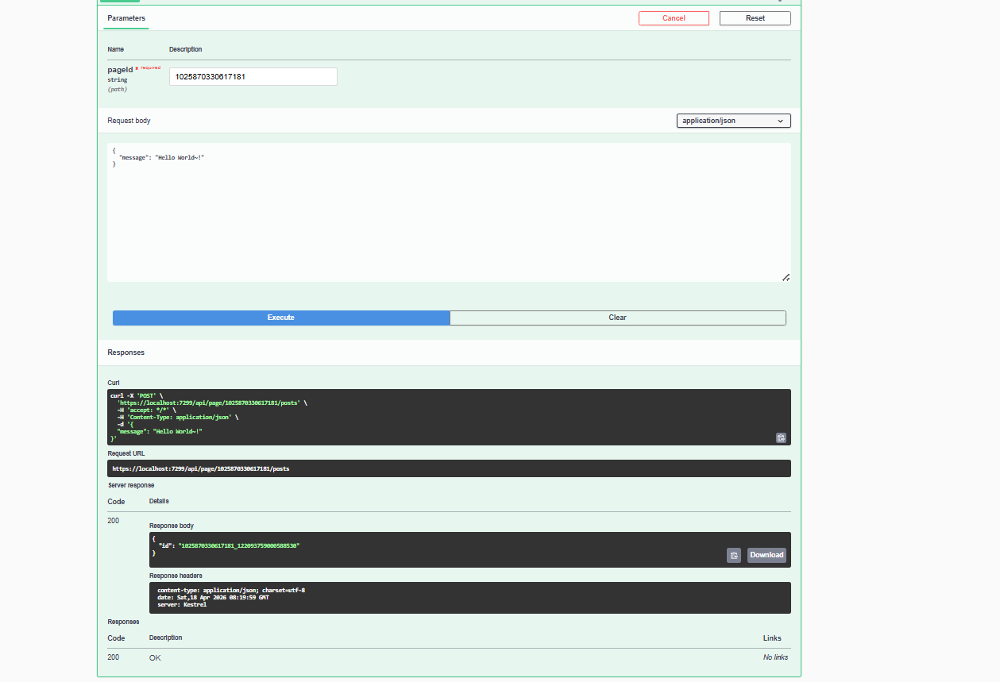 Parameters
Cancel
Reset
Name
Description
pageId * required
string
(path)
1025870330617181
Request body
application/json
{
  "message": "Hello World~!"
}
Execute
Clear
Responses
Curl
curl -X 'POST' \
  'https://localhost:7299/api/page/1025870330617181/posts' \
  -H 'accept: */*' \
  -H 'Content-Type: application/json' \
  -d '{
  "message": "Hello World~!"
}'
Request URL
https://localhost:7299/api/page/1025870330617181/posts
Server response
Code
Details
200
Response body
{
  "id": "1025870330617181_122093759000588530"
}
Download
Response headers
content-type: application/json; charset=utf-8
date: Sat,18 Apr 2026 08:19:59 GMT
server: Kestrel
Responses
Code
Description
Links
200
OK
No links